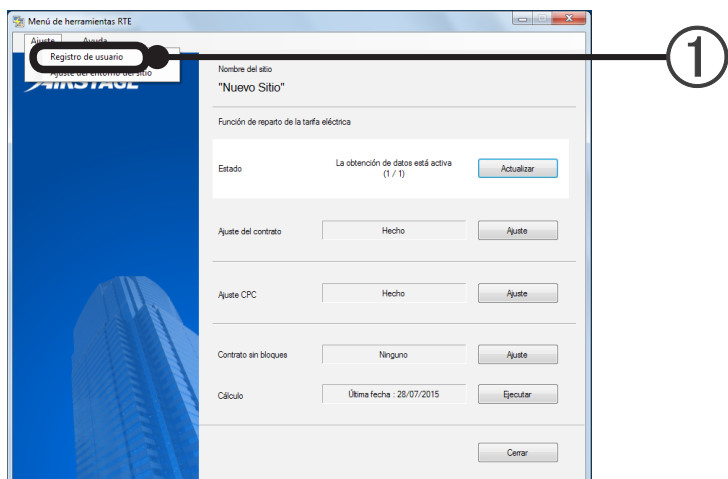 Menú de herramientas RTE
Ajuste Ayuda
Registro de usuario
Ajuste del entorno del sitio
AIRSTAGE
1
Nombre del sitio
"Nuevo Sitio"
Función de reparto de la tarifa eléctrica
Estado
La obtención de datos está activa
(1 / 1)
Actualizar
Ajuste del contrato
Hecho
Ajuste
Ajuste CPC
Hecho
Ajuste
Contrato sin bloques
Ninguno
Ajuste
Cálculo
Última fecha : 28/07/2015
Ejecutar
Cerrar